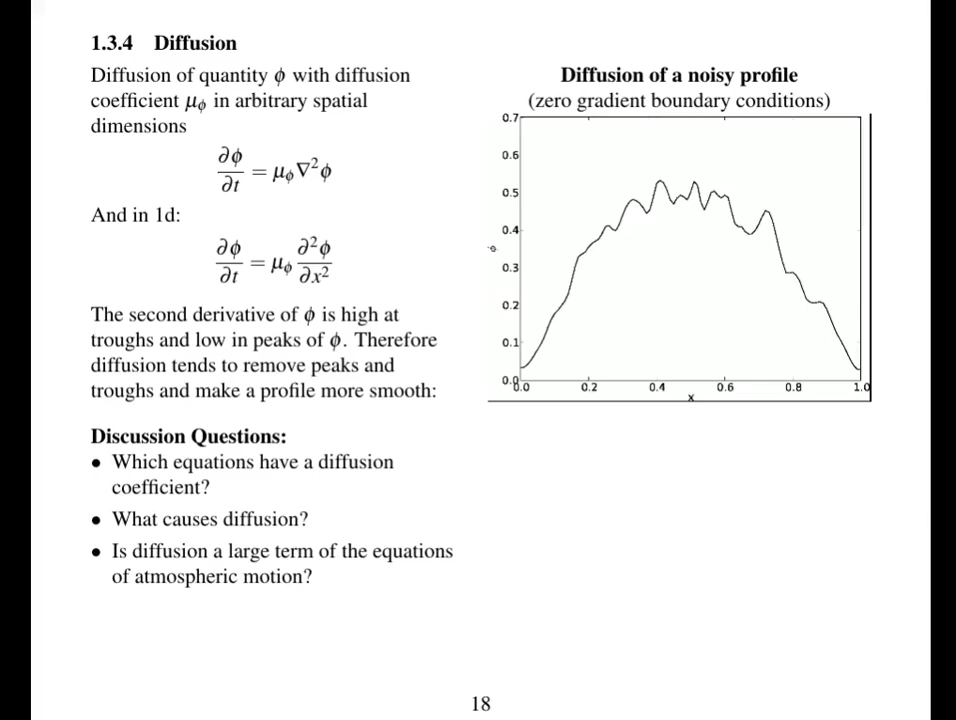 1.3.4 Diffusion
Diffusion of quantity ϕ with diffusion
coefficient μϕ in arbitrary spatial
dimensions
∂ϕ/∂t = μϕ∇²ϕ
And in 1d:
∂ϕ/∂t = μϕ ∂²ϕ/∂x²
The second derivative of ϕ is high at
troughs and low in peaks of ϕ. Therefore
diffusion tends to remove peaks and
troughs and make a profile more smooth:
Discussion Questions:
• Which equations have a diffusion
coefficient?
• What causes diffusion?
• Is diffusion a large term of the equations
of atmospheric motion?
Diffusion of a noisy profile
(zero gradient boundary conditions)
0.7
0.6
0.5
0.4
0.3
0.2
0.1
0.0
ϕ
0.0 0.2 0.4 0.6 0.8 1.0
x
18